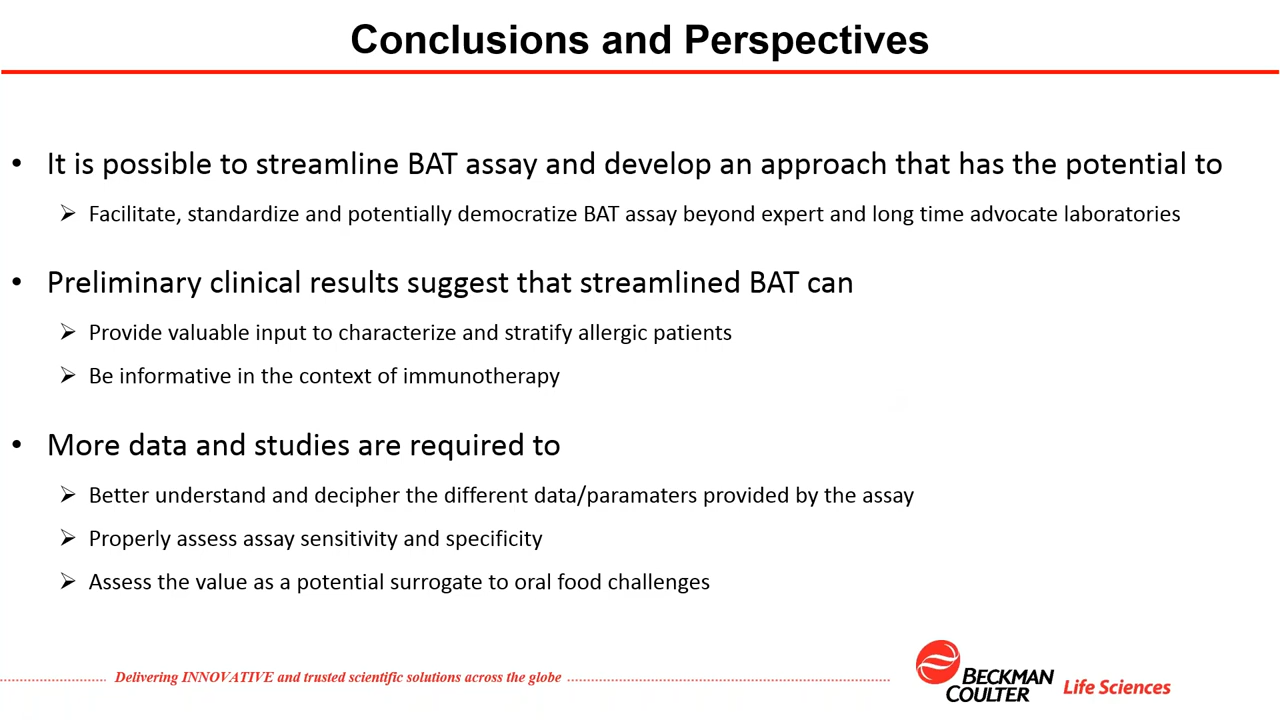 Conclusions and Perspectives
• It is possible to streamline BAT assay and develop an approach that has the potential to
➢ Facilitate, standardize and potentially democratize BAT assay beyond expert and long time advocate laboratories
• Preliminary clinical results suggest that streamlined BAT can
➢ Provide valuable input to characterize and stratify allergic patients
➢ Be informative in the context of immunotherapy
• More data and studies are required to
➢ Better understand and decipher the different data/paramaters provided by the assay
➢ Properly assess assay sensitivity and specificity
➢ Assess the value as a potential surrogate to oral food challenges
Delivering INNOVATIVE and trusted scientific solutions across the globe
BECKMAN
COULTER
Life Sciences